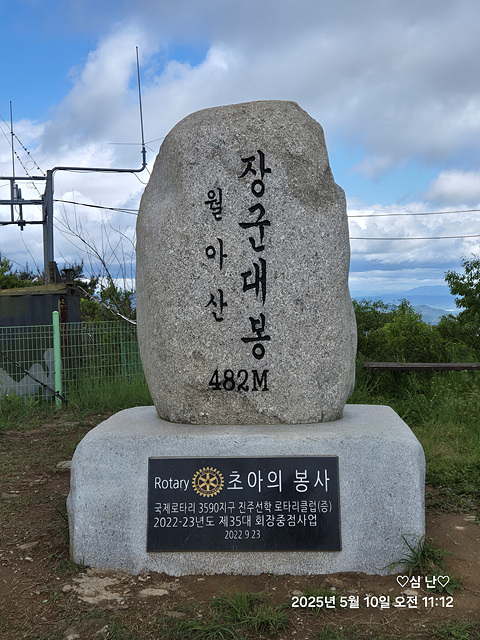 월아산
장군대봉
482M
Rotary 초아의 봉사
국제로타리 3590지구 진주선학 로타리클럽(중)
2022-23년도 제35대 회장중점사업
2022.9.23
♡삼 난♡
2025년 5월 10일 오전 11:12